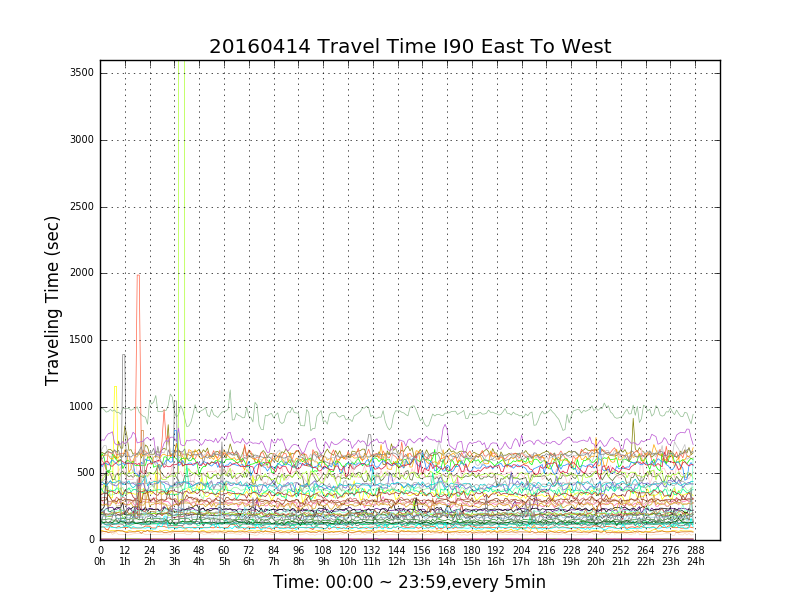 20160414 Travel Time I90 East To West
3500
3000
2500
2000
1500
1000
500
0
Traveling Time (sec)
0 12 24 36 48 60 72 84 96 108 120 132 144 156 168 180 192 204 216 228 240 252 264 276 288
0h 1h 2h 3h 4h 5h 6h 7h 8h 9h 10h 11h 12h 13h 14h 15h 16h 17h 18h 19h 20h 21h 22h 23h 24h
Time: 00:00 ~ 23:59,every 5min